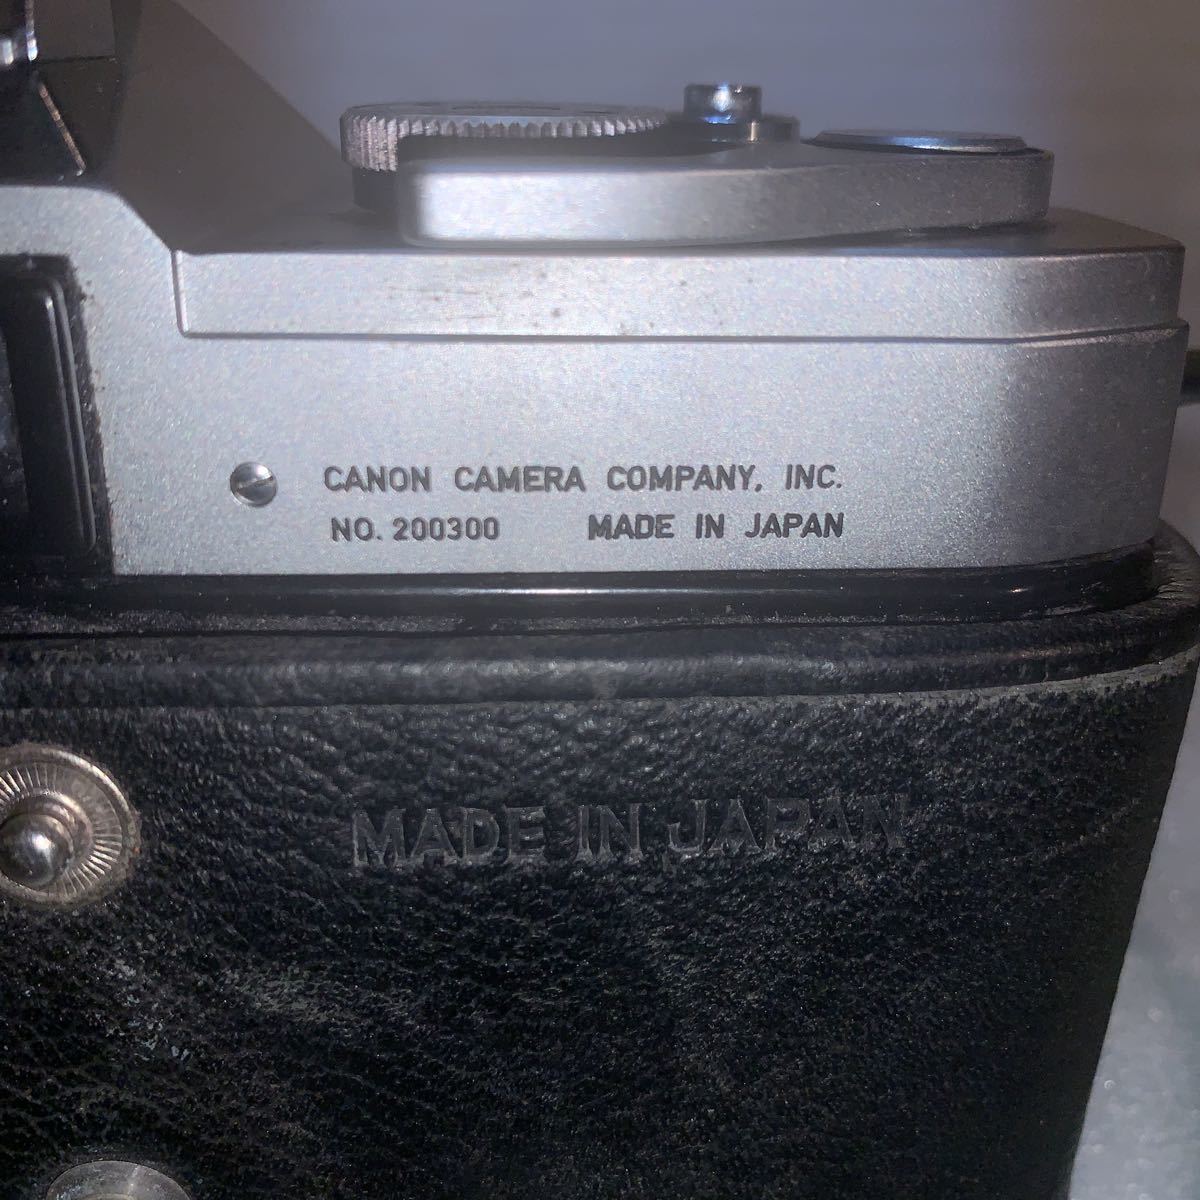 CANON CAMERA COMPANY, INC.
NO. 200300 MADE IN JAPAN
MADE IN JAPAN